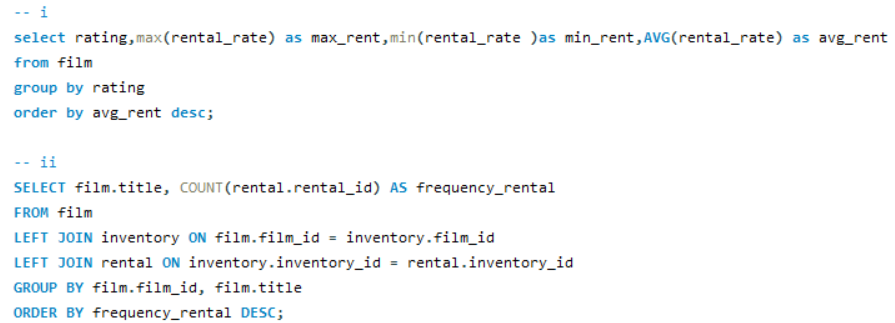 -- i
select rating,max(rental_rate) as max_rent,min(rental_rate )as min_rent,AVG(rental_rate) as avg_rent
from film
group by rating
order by avg_rent desc;
-- ii
SELECT film.title, COUNT(rental.rental_id) AS frequency_rental
FROM film
LEFT JOIN inventory ON film.film_id = inventory.film_id
LEFT JOIN rental ON inventory.inventory_id = rental.inventory_id
GROUP BY film.film_id, film.title
ORDER BY frequency_rental DESC;